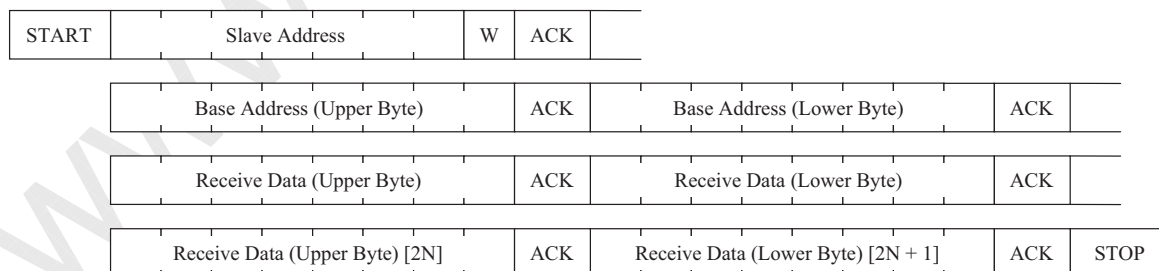 START Slave Address W ACK
Base Address (Upper Byte) ACK Base Address (Lower Byte) ACK
Receive Data (Upper Byte) ACK Receive Data (Lower Byte) ACK
Receive Data (Upper Byte) [2N] ACK Receive Data (Lower Byte) [2N + 1] ACK STOP